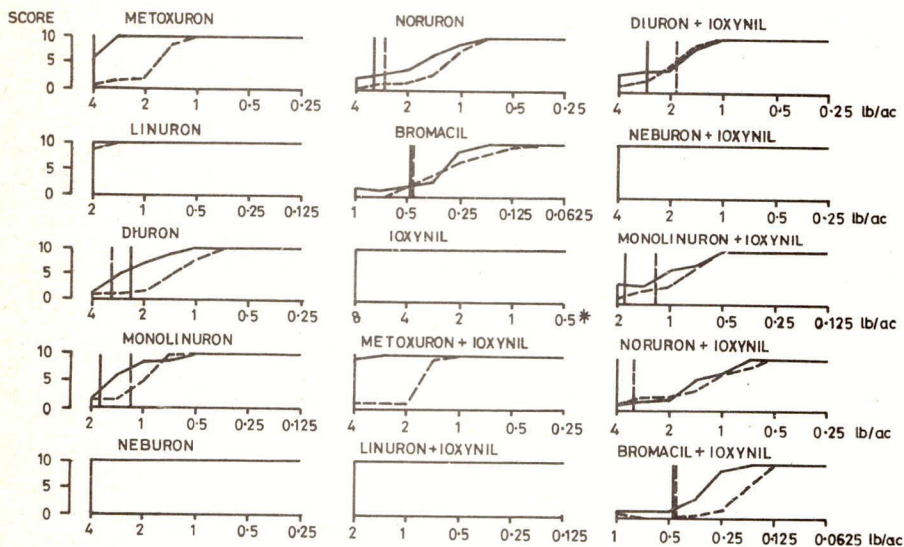 SCORE
METOXURON
10
5
0
4 2 1 0·5 0·25
NORURON
4 2 1 0·5 0·25
DIURON + IOXYNIL
4 2 1 0·5 0·25 lb/ac
LINURON
10
5
0
2 1 0·5 0·25 0·125
BROMACIL
1 0·5 0·25 0·125 0·0625
NEBURON + IOXYNIL
4 2 1 0·5 0·25 lb/ac
DIURON
10
5
0
4 2 1 0·5 0·25
IOXYNIL
8 4 2 1 0·5 *
MONOLINURON + IOXYNIL
2 1 0·5 0·25 0·125 lb/ac
MONOLINURON
10
5
0
2 1 0·5 0·25 0·125
METOXURON + IOXYNIL
4 2 1 0·5 0·25
NORURON + IOXYNIL
4 2 1 0·5 0·25 lb/ac
NEBURON
10
5
0
4 2 1 0·5 0·25
LINURON + IOXYNIL
2 1 0·5 0·25 0·125
BROMACIL + IOXYNIL
1 0·5 0·25 0·125 0·0625 lb/ac